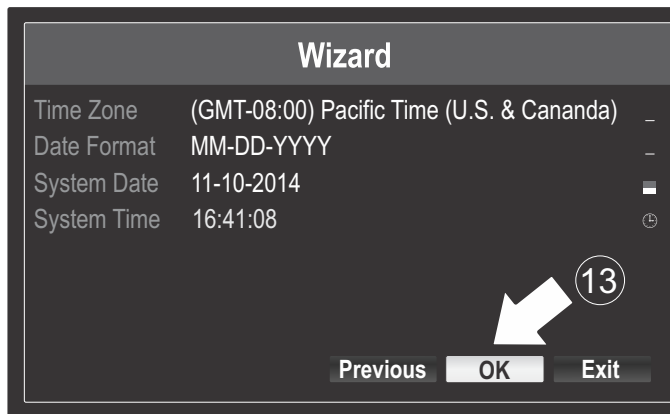 Wizard
Time Zone (GMT-08:00) Pacific Time (U.S. & Cananda)
Date Format MM-DD-YYYY
System Date 11-10-2014
System Time 16:41:08
13
Previous OK Exit